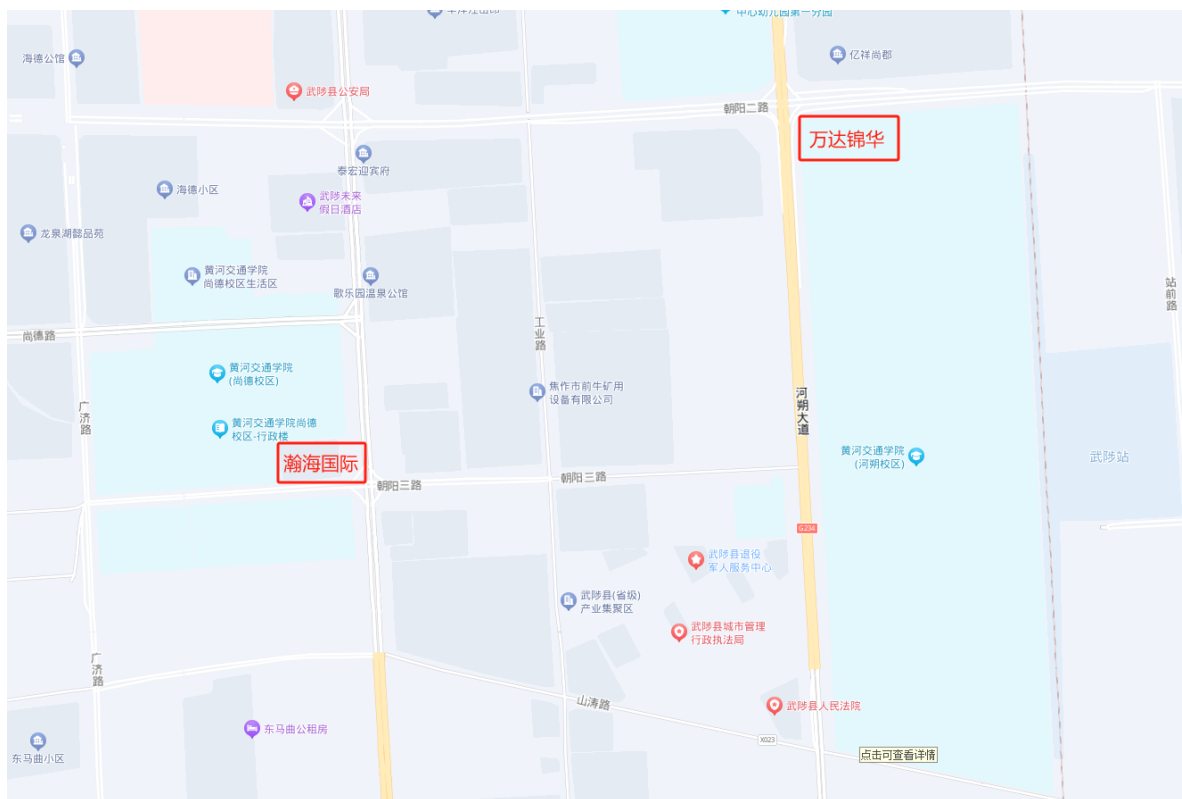 中心幼儿园第一分园
海德公馆
亿祥尚郡
武陟县公安局
朝阳二路
万达锦华
泰宏迎宾府
海德小区
武陟未来
假日酒店
龙泉湖懿品苑
黄河交通学院
尚德校区生活区
歌乐园温泉公馆
站前路
尚德路
工业路
黄河交通学院
(尚德校区)
焦作市前牛矿用
设备有限公司
河朔大道
广济路
黄河交通学院尚德
校区-行政楼
黄河交通学院
(河朔校区)
武陟站
瀚海国际
朝阳三路
朝阳三路
G234
武陟县退役
军人服务中心
武陟县(省级)
产业集聚区
武陟县城市管理
行政执法局
广济路
山涛路
武陟县人民法院
东马曲公租房
X023
东马曲小区
点击可查看详情